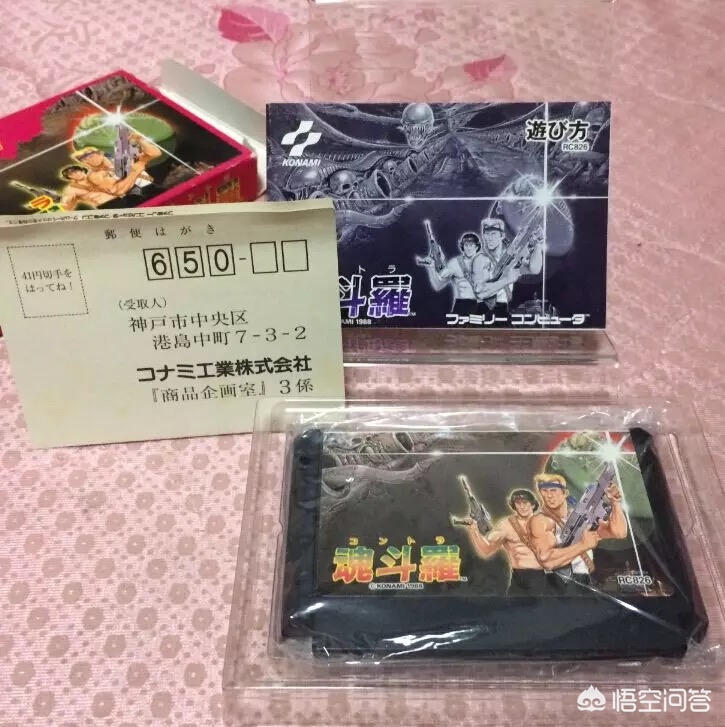 KONAMI
遊び方
RC826
トラ
斗羅
KONAMI 1988
ファミリー コンピュータ
郵便はがき
650-
41円切手を
はってね!
(受取人)
神戸市中央区
港島中町7-3-2
コナミ工業株式会社
『商品企画室』3係
コントラ
魂斗羅
© KONAMI 1988
TM
RC826
悟空问答